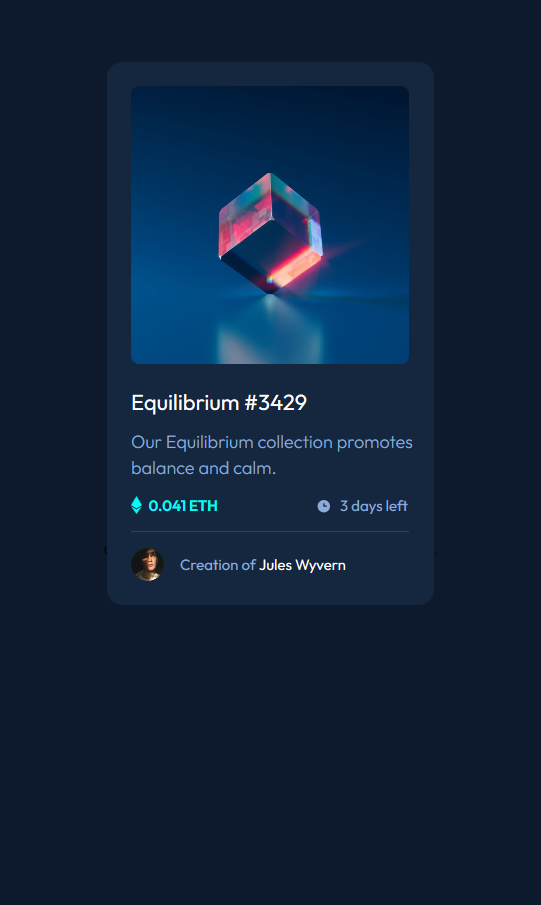 Equilibrium #3429
Our Equilibrium collection promotes
balance and calm.
0.041 ETH
3 days left
Creation of Jules Wyvern